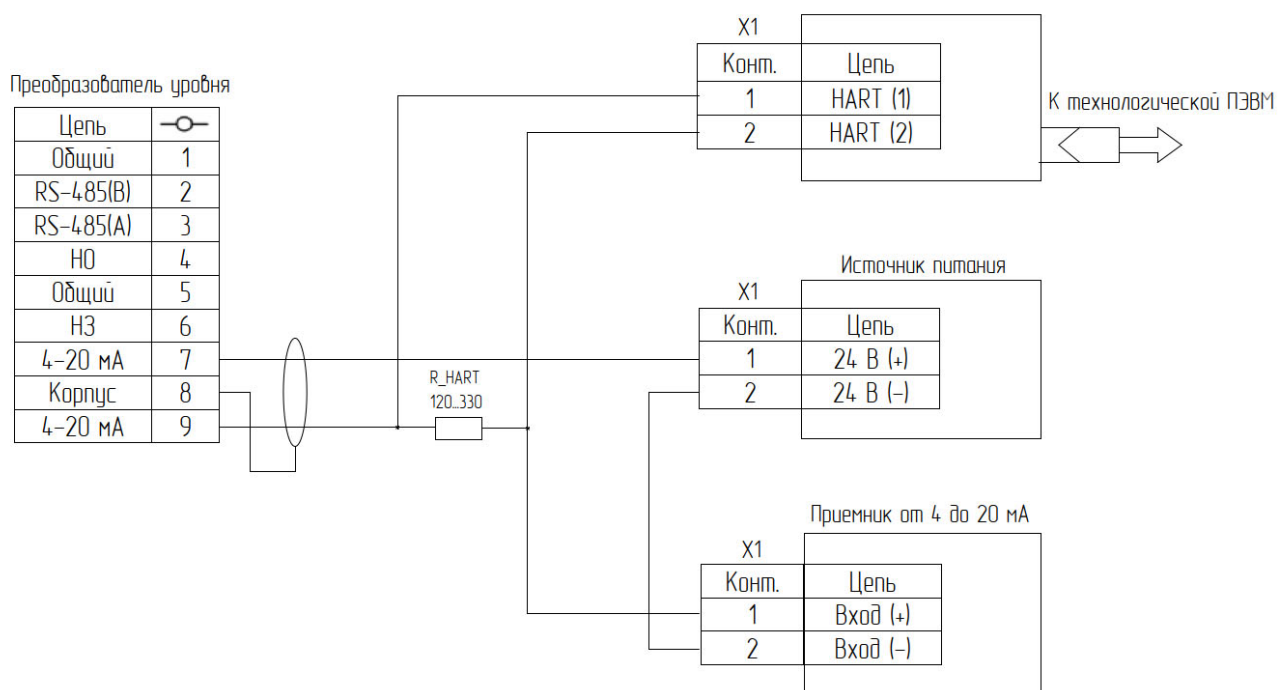 Преобразователь уровня
Цепь
Общий 1
RS-485(B) 2
RS-485(A) 3
НО 4
Общий 5
НЗ 6
4-20 мА 7
Корпус 8
4-20 мА 9
R_HART
120...330
X1
Конт. Цепь
1 HART (1)
2 HART (2)
К технологической ПЭВМ
Источник питания
X1
Конт. Цепь
1 24 В (+)
2 24 В (-)
Приемник от 4 до 20 мА
X1
Конт. Цепь
1 Вход (+)
2 Вход (-)